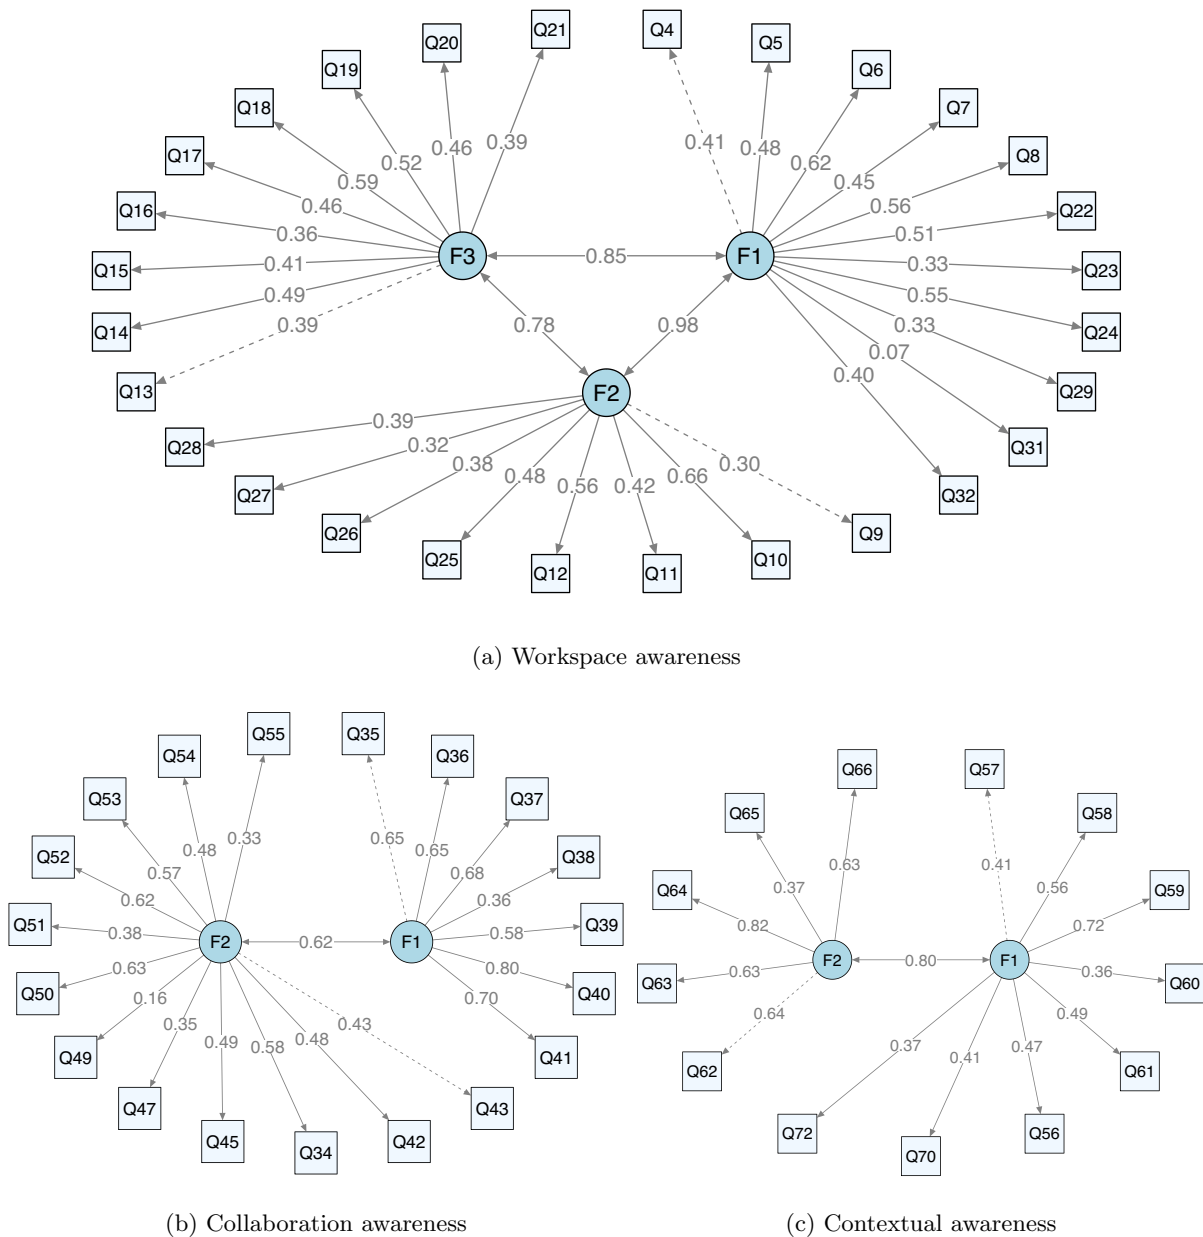 Q21
Q4
Q20
Q5
Q19
Q6
Q18
Q7
Q17
Q8
Q16
Q22
Q15
Q23
Q14
Q24
Q13
Q29
Q28
Q31
Q27
Q32
Q26
Q9
Q25
Q10
Q12
Q11
F3
F1
F2
0.39
0.46
0.52
0.59
0.46
0.36
0.41
0.49
0.39
0.41
0.48
0.62
0.45
0.56
0.51
0.33
0.55
0.33
0.07
0.40
0.85
0.78
0.98
0.39
0.32
0.38
0.48
0.56
0.42
0.66
0.30
(a) Workspace awareness
Q55
Q35
Q54
Q36
Q53
Q37
Q52
Q38
Q51
Q39
Q50
Q40
Q49
Q41
Q47
Q43
Q45
Q34
Q42
F2
F1
0.33
0.48
0.57
0.62
0.38
0.63
0.16
0.35
0.49
0.58
0.48
0.43
0.62
0.65
0.65
0.68
0.36
0.58
0.80
0.70
(b) Collaboration awareness
Q66
Q57
Q65
Q58
Q64
Q59
Q63
Q60
Q62
Q61
Q72
Q70
Q56
F2
F1
0.63
0.37
0.82
0.63
0.64
0.80
0.41
0.56
0.72
0.36
0.49
0.47
0.41
0.37
(c) Contextual awareness